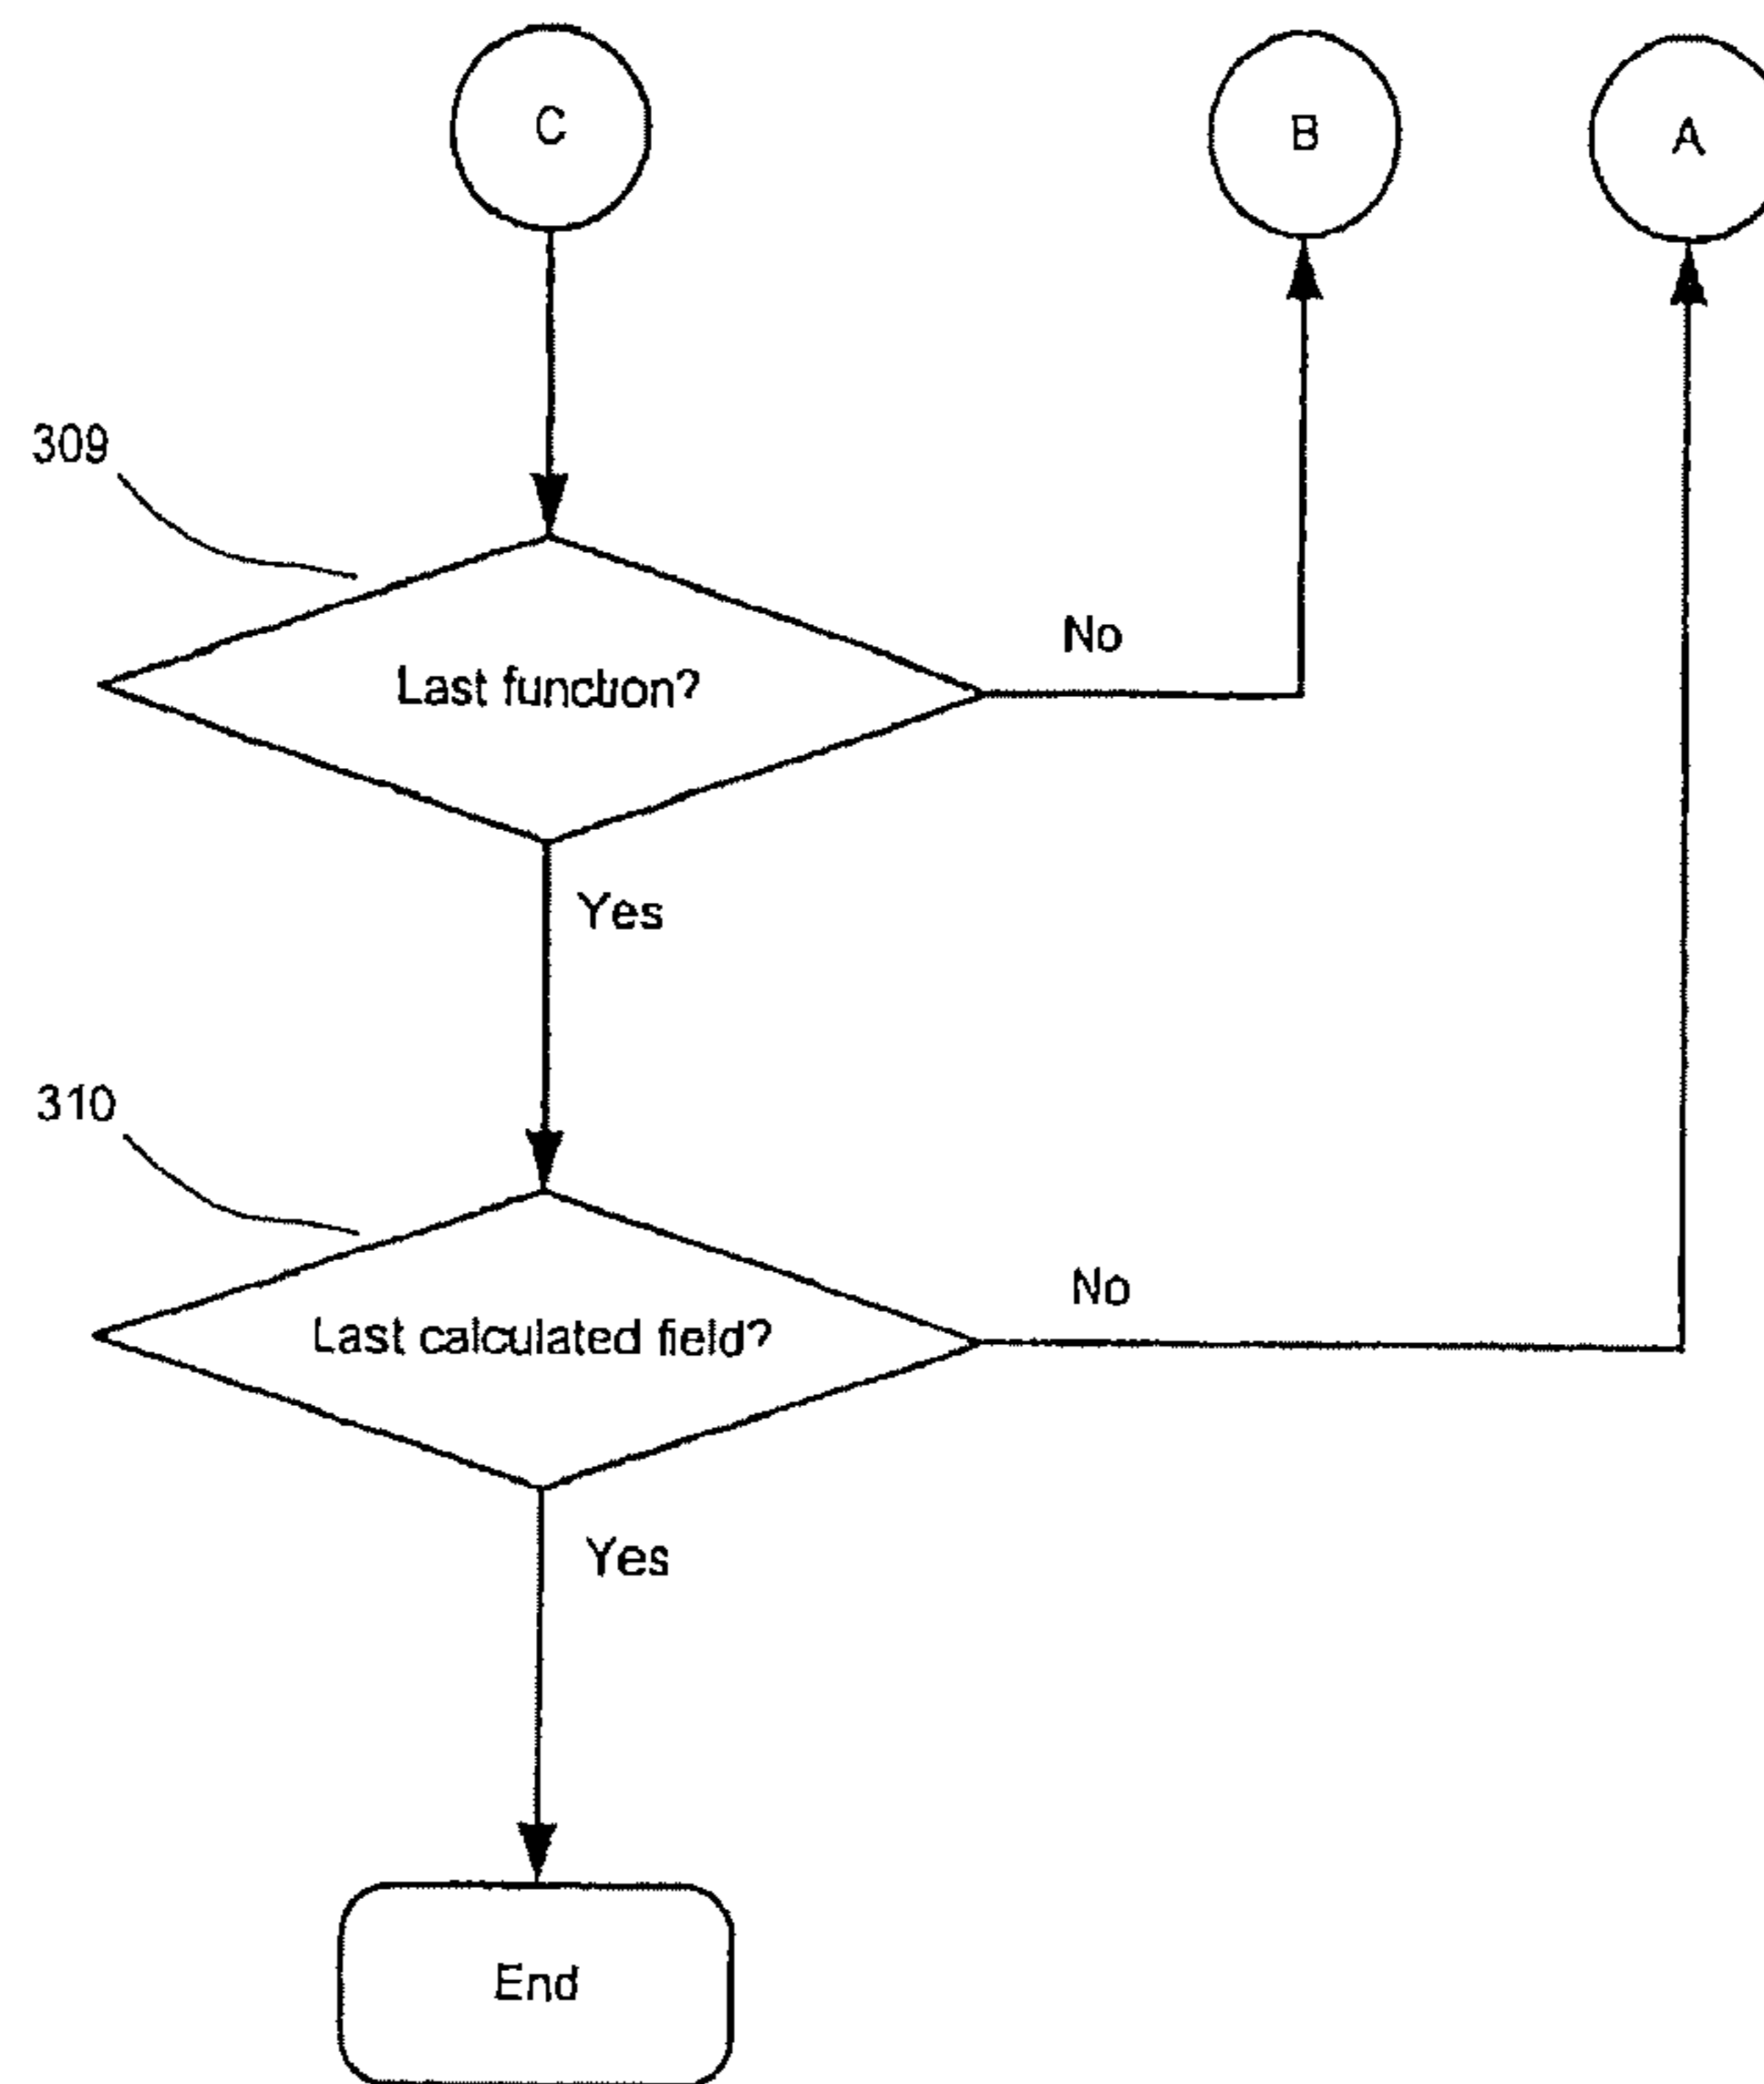 C
B
A
309
Last function?
No
Yes
310
Last calculated field?
No
Yes
End